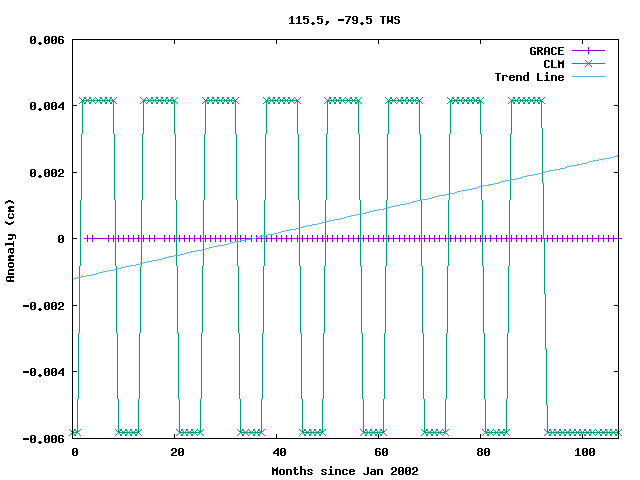 115.5, -79.5 TWS
GRACE
CLM
Trend Line
0.006
0.004
0.002
0
-0.002
-0.004
-0.006
Anomaly (cm)
0 20 40 60 80 100
Months since Jan 2002